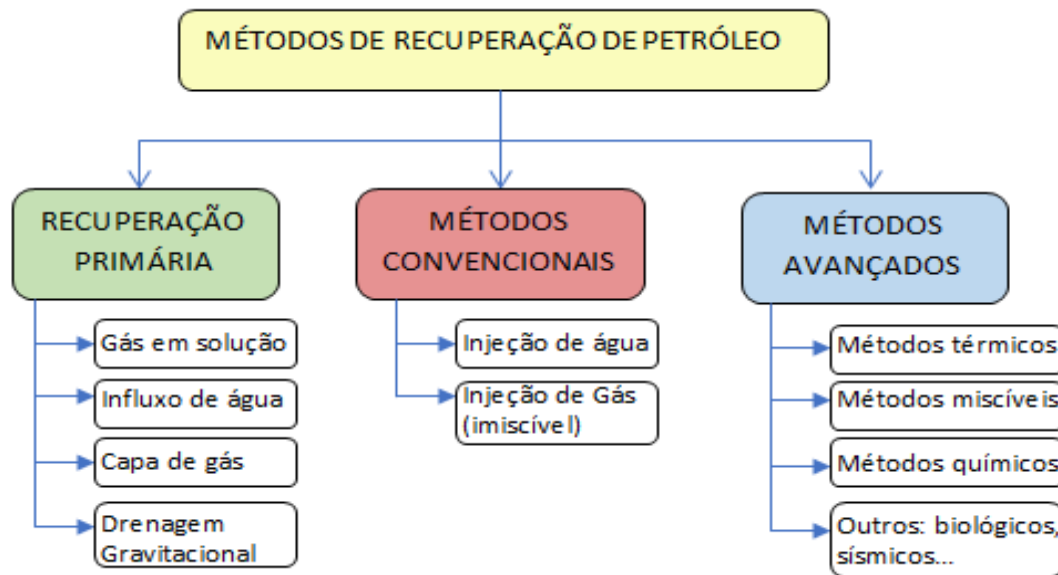 MÉTODOS DE RECUPERAÇÃO DE PETRÓLEO
RECUPERAÇÃO
PRIMÁRIA
Gás em solução
Influxo de água
Capa de gás
Drenagem
Gravitacional
MÉTODOS
CONVENCIONAIS
Injeção de água
Injeção de Gás
(imiscível)
MÉTODOS
AVANÇADOS
Métodos térmicos
Métodos miscíveis
Métodos químicos
Outros: biológicos,
sísmicos...